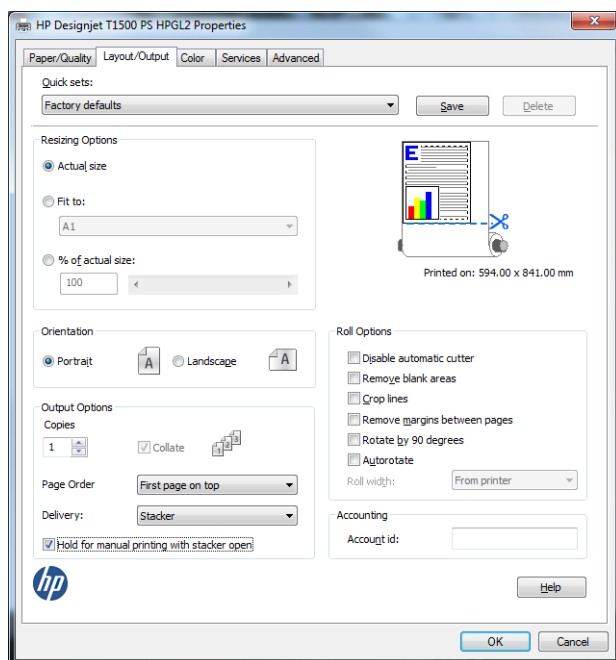 HP Designjet T1500 PS HPGL2 Properties
Paper/Quality Layout/Output Color Services Advanced
Quick sets:
Factory defaults Save Delete
Resizing Options
Actual size
Fit to:
A1
% of actual size:
100
E
Printed on: 594.00 x 841.00 mm
Orientation
Portrait A Landscape A
Roll Options
Disable automatic cutter
Remove blank areas
Crop lines
Remove margins between pages
Rotate by 90 degrees
Autorotate
Roll width: From printer
Output Options
Copies
1 Collate 1 2 3
Page Order First page on top
Delivery: Stacker
Hold for manual printing with stacker open
Accounting
Account id:
hp
Help
OK Cancel